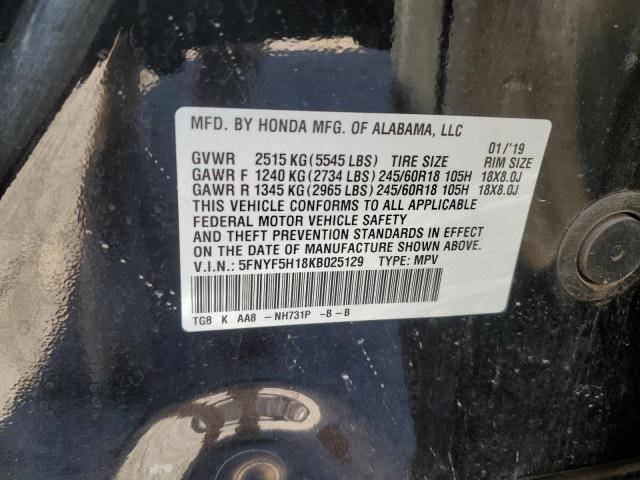 MFD. BY HONDA MFG. OF ALABAMA, LLC
01/'19
GVWR 2515 KG (5545 LBS) TIRE SIZE RIM SIZE
GAWR F 1240 KG (2734 LBS) 245/60R18 105H 18X8.0J
GAWR R 1345 KG (2965 LBS) 245/60R18 105H 18X8.0J
THIS VEHICLE CONFORMS TO ALL APPLICABLE
FEDERAL MOTOR VEHICLE SAFETY
AND THEFT PREVENTION STANDARDS IN EFFECT
ON THE DATE OF MANUFACTURE SHOWN ABOVE.
V.I.N.: 5FNYF5H18KB025129 TYPE: MPV
TG8 K AA8 -NH731P -B-B